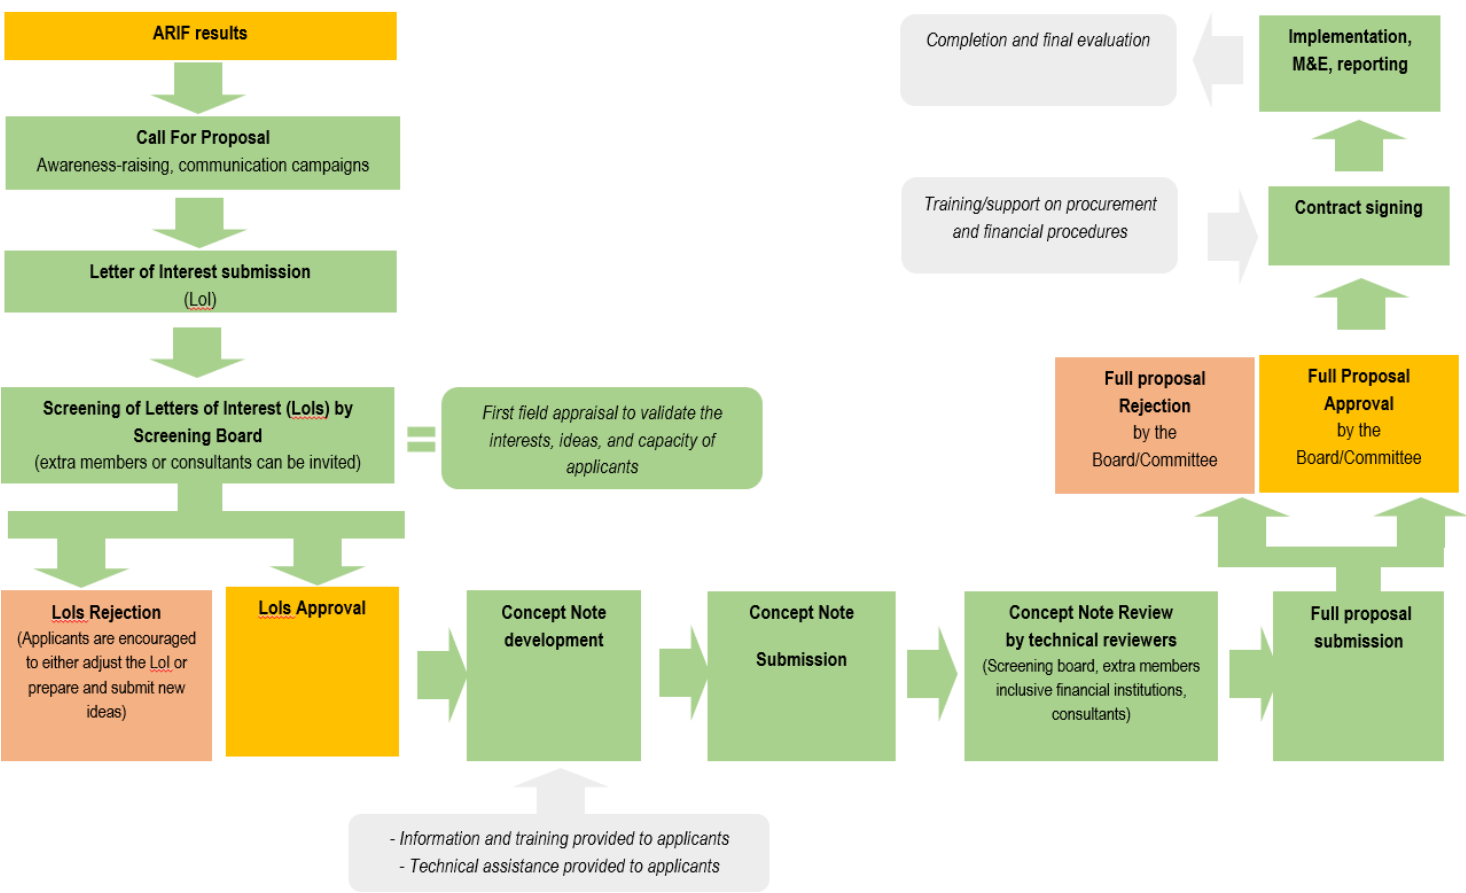 ARIF results
Call For Proposal
Awareness-raising, communication campaigns
Letter of Interest submission
(LoI)
Screening of Letters of Interest (LoIs) by
Screening Board
(extra members or consultants can be invited)
First field appraisal to validate the
interests, ideas, and capacity of
applicants
LoIs Rejection
(Applicants are encouraged
to either adjust the LoI or
prepare and submit new
ideas)
LoIs Approval
Concept Note
development
- Information and training provided to applicants
- Technical assistance provided to applicants
Concept Note
Submission
Concept Note Review
by technical reviewers
(Screening board, extra members
inclusive financial institutions,
consultants)
Full proposal
submission
Full proposal
Rejection
by the
Board/Committee
Full Proposal
Approval
by the
Board/Committee
Contract signing
Training/support on procurement
and financial procedures
Implementation,
M&E, reporting
Completion and final evaluation